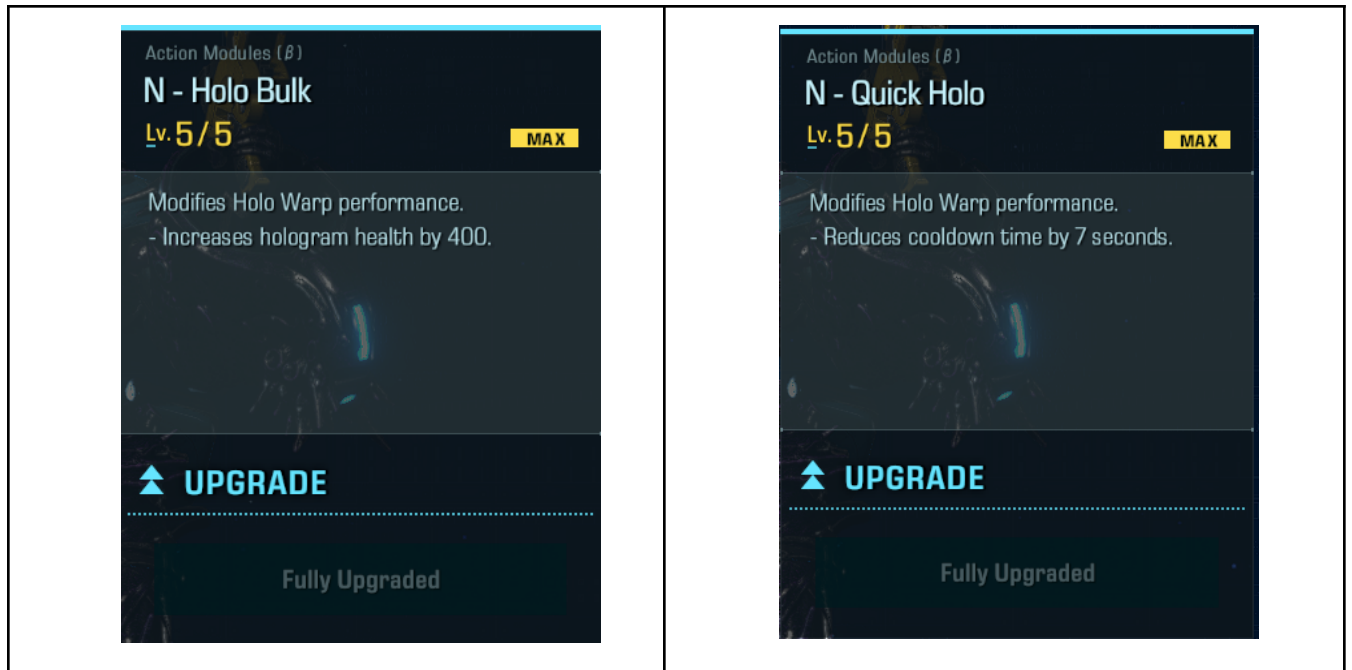 Action Modules (β)
N - Holo Bulk
Lv. 5/5
MAX
Modifies Holo Warp performance.
- Increases hologram health by 400.
UPGRADE
Fully Upgraded
Action Modules (β)
N - Quick Holo
Lv. 5/5
MAX
Modifies Holo Warp performance.
- Reduces cooldown time by 7 seconds.
UPGRADE
Fully Upgraded